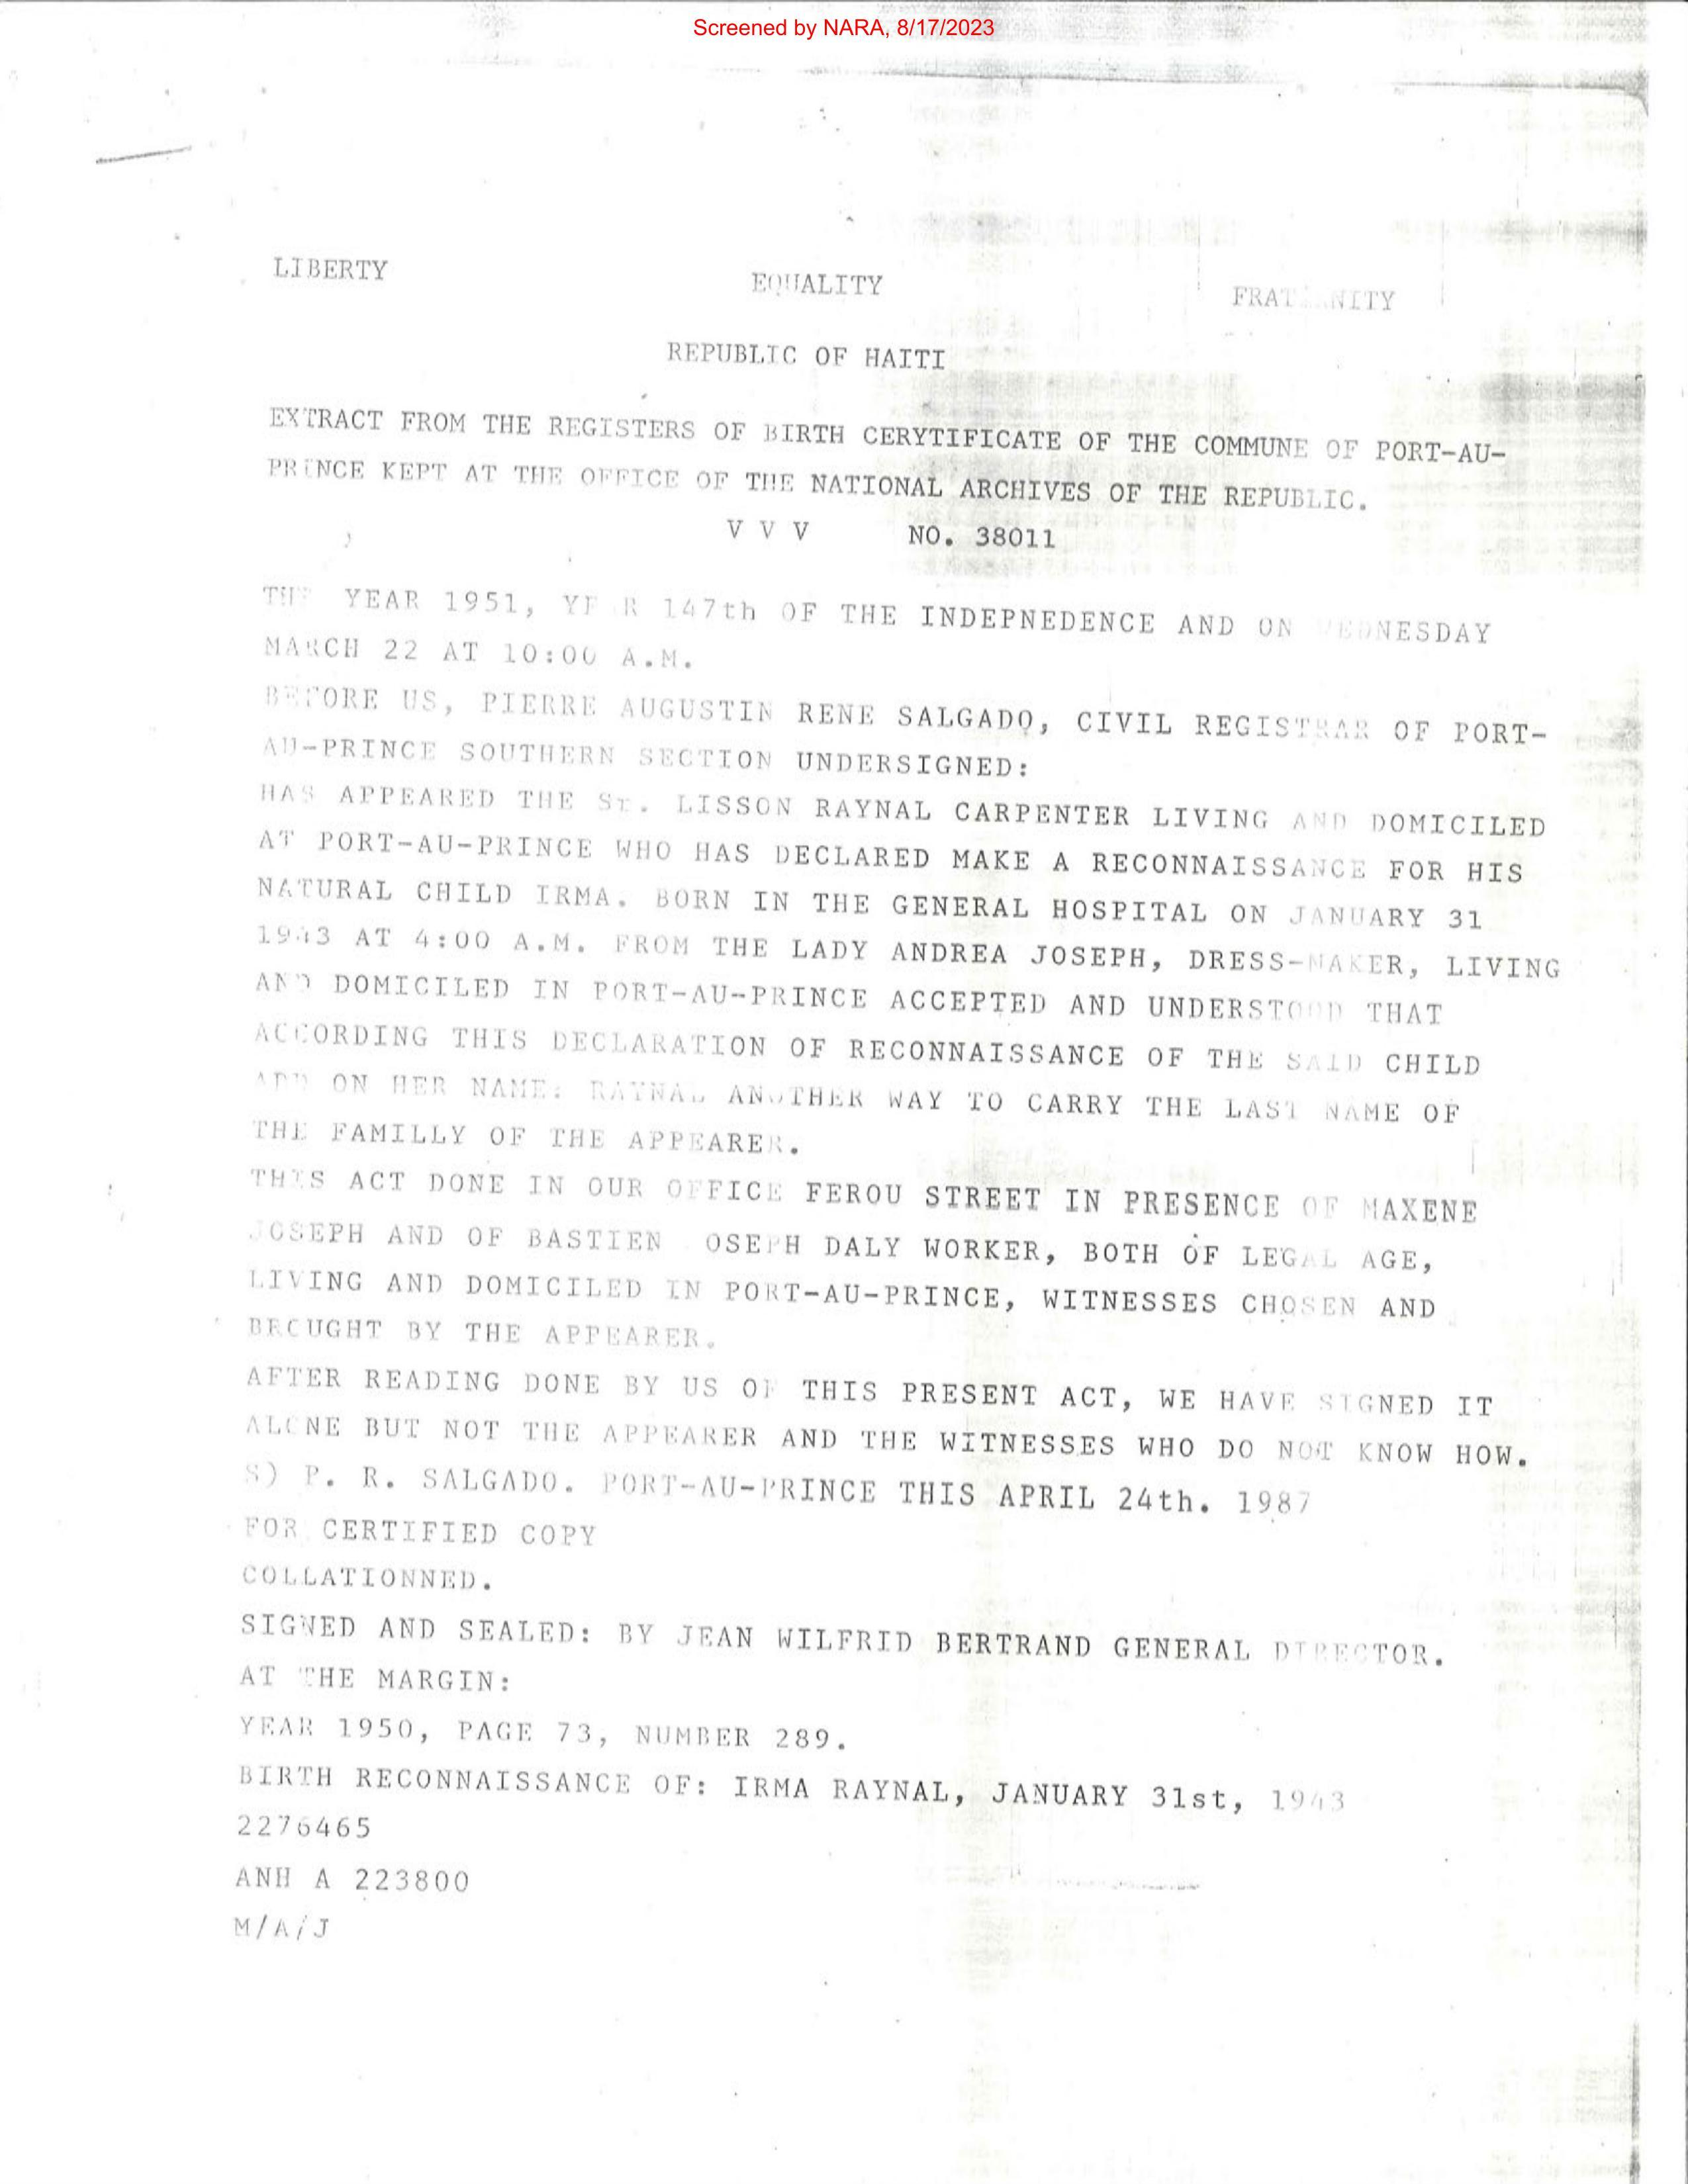 Screened by NARA, 8/17/2023
LIBERTY EQUALITY
REPUBLIC OF HAITI
EXTRACT FROM THE REGISTERS OF BIRTH CERYTIFICATE OF THE COMMUNE OF PORT-AU-
PRINCE KEPT AT THE OFFICE OF THE NATIONAL ARCHIVES OF THE REPUBLIC.
V V V NO. 38011
THE YEAR 1951, YEAR 147th OF THE INDEPNEDENCE AND ON WEDNESDAY
MARCH 22 AT 10:00 A.M.
BEFORE US, PIERRE AUGUSTIN RENE SALGADO, CIVIL REGISTRAR OF PORT-
AU-PRINCE SOUTHERN SECTION UNDERSIGNED:
HAS APPEARED THE Sr. LISSON RAYNAL CARPENTER LIVING AND DOMICILED
AT PORT-AU-PRINCE WHO HAS DECLARED MAKE A RECONNAISSANCE FOR HIS
NATURAL CHILD IRMA. BORN IN THE GENERAL HOSPITAL ON JANUARY 31
1943 AT 4:00 A.M. FROM THE LADY ANDREA JOSEPH, DRESS-MAKER, LIVING
AND DOMICILED IN PORT-AU-PRINCE ACCEPTED AND UNDERSTOOD THAT
ACCORDING THIS DECLARATION OF RECONNAISSANCE OF THE SAID CHILD
ADD ON HER NAME: RAYNAL ANOTHER WAY TO CARRY THE LAST NAME OF
THE FAMILLY OF THE APPEARER.
THIS ACT DONE IN OUR OFFICE FEROU STREET IN PRESENCE OF MAXENE
JOSEPH AND OF BASTIEN JOSEPH DALY WORKER, BOTH OF LEGAL AGE,
LIVING AND DOMICILED IN PORT-AU-PRINCE, WITNESSES CHOSEN AND
BROUGHT BY THE APPEARER.
AFTER READING DONE BY US OF THIS PRESENT ACT, WE HAVE SIGNED IT
ALONE BUT NOT THE APPEARER AND THE WITNESSES WHO DO NOT KNOW HOW.
S) P. R. SALGADO. PORT-AU-PRINCE THIS APRIL 24th. 1987
FOR CERTIFIED COPY
COLLATIONNED.
SIGNED AND SEALED: BY JEAN WILFRID BERTRAND GENERAL DIRECTOR.
AT THE MARGIN:
YEAR 1950, PAGE 73, NUMBER 289.
BIRTH RECONNAISSANCE OF: IRMA RAYNAL, JANUARY 31st, 1943
2276465
ANH A 223800
M/A/J